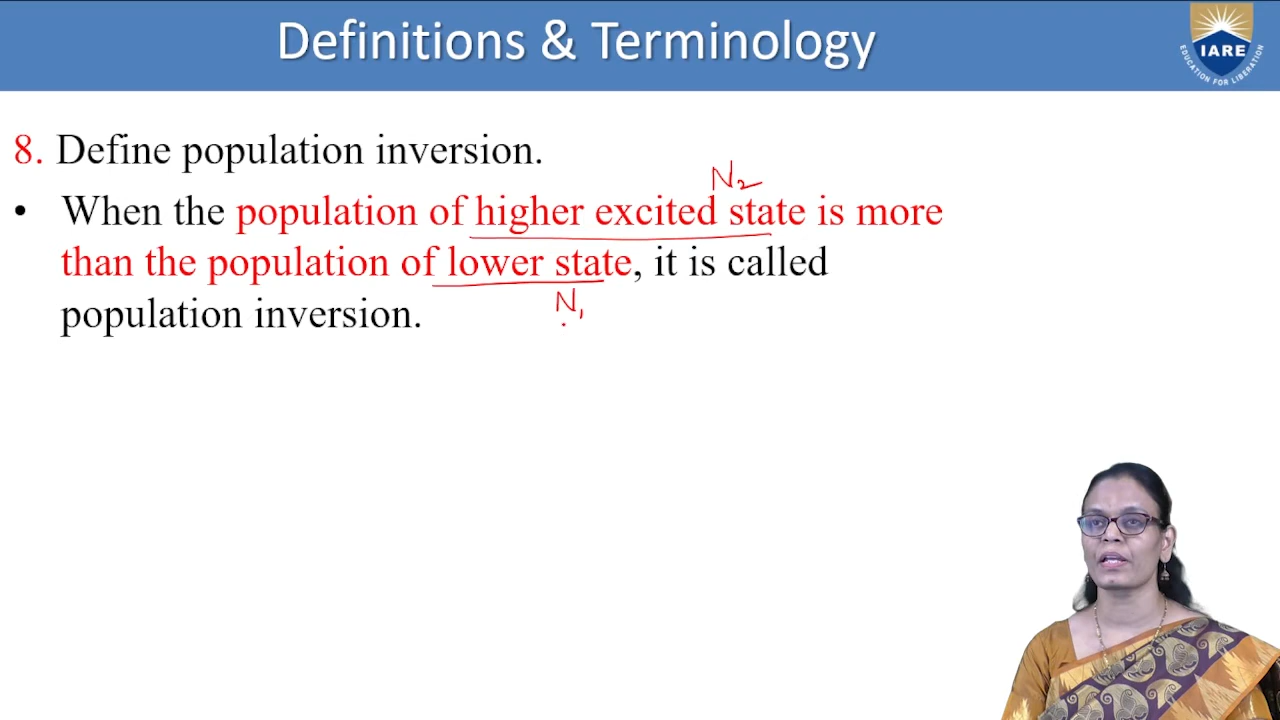 Definitions & Terminology
IARE
EDUCATION FOR LIBERATION
8. Define population inversion.
N2
• When the population of higher excited state is more
than the population of lower state, it is called
N1
population inversion.